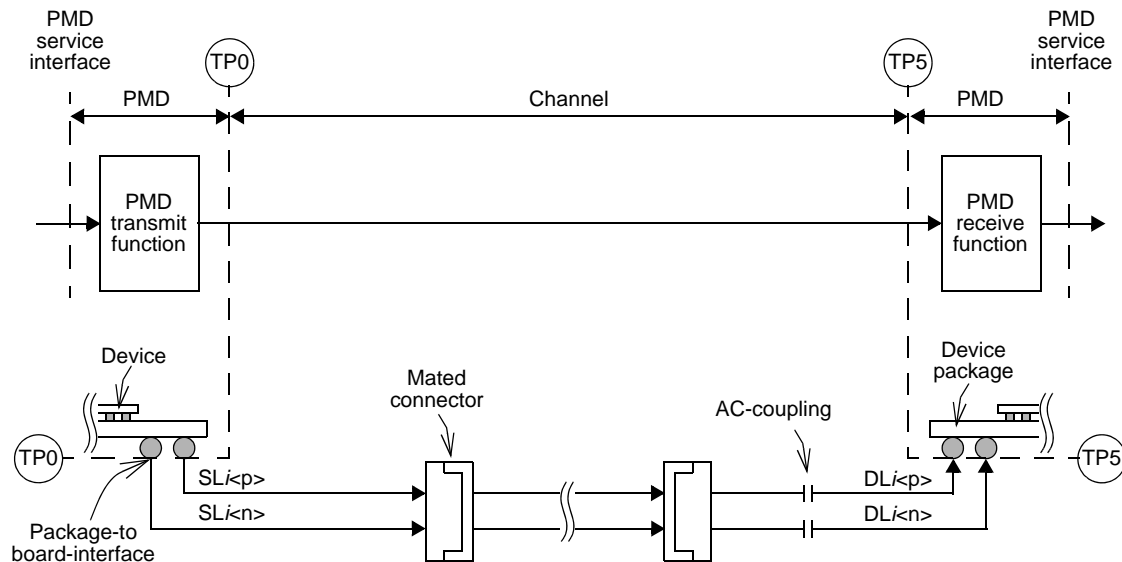 PMD
service
interface
TP0
TP5
PMD
service
interface
PMD
Channel
PMD
PMD
transmit
function
PMD
receive
function
Device
Mated
connector
AC-coupling
Device
package
TP0
TP5
SLi<p>
DLi<p>
SLi<n>
DLi<n>
Package-to
board-interface